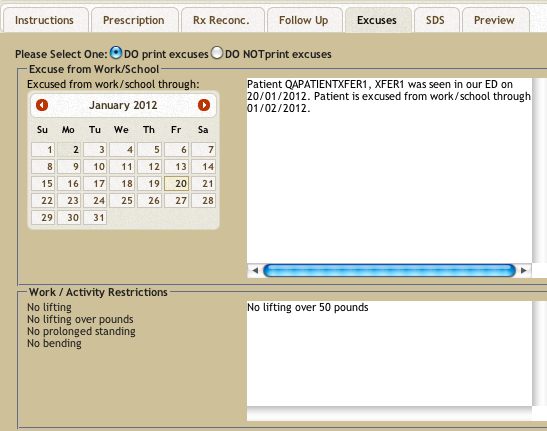 Instructions Prescription Rx Reconc. Follow Up Excuses SDS Preview
Please Select One: DO print excuses DO NOTprint excuses
Excuse from Work/School
Excused from work/school through:
January 2012
Su Mo Tu We Th Fr Sa
1 2 3 4 5 6 7
8 9 10 11 12 13 14
15 16 17 18 19 20 21
22 23 24 25 26 27 28
29 30 31
Patient QAPATIENTXFER1, XFER1 was seen in our ED on
20/01/2012. Patient is excused from work/school through
01/02/2012.
Work / Activity Restrictions
No lifting
No lifting over pounds
No prolonged standing
No bending
No lifting over 50 pounds